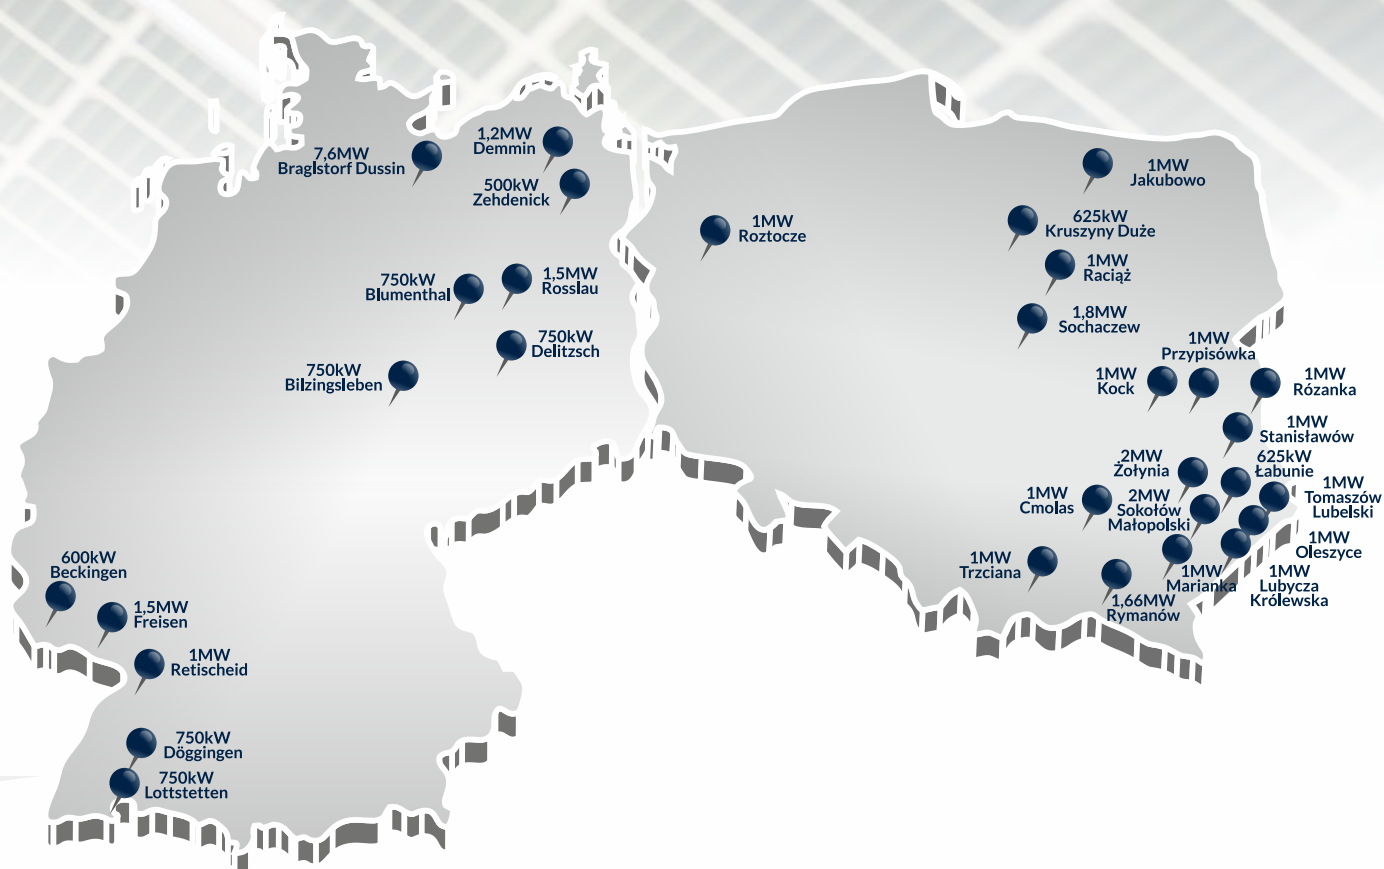 7,6MW
Braglstorf Dussin
1,2MW
Demmin
500kW
Zehdenick
750kW
Blumenthal
1,5MW
Rosslau
750kW
Delitzsch
750kW
Bilzingsleben
600kW
Beckingen
1,5MW
Freisen
1MW
Retischeid
750kW
Döggingen
750kW
Lottstetten
1MW
Roztocze
1MW
Jakubowo
625kW
Kruszyny Duże
1MW
Raciąż
1,8MW
Sochaczew
1MW
Przypisówka
1MW
Kock
1MW
Rózanka
1MW
Stanisławów
2MW
Żołynia
625kW
Łabunie
1MW
Cmolas
2MW
Sokołów
Małopolski
1MW
Tomaszów
Lubelski
1MW
Oleszyce
1MW
Trzciana
1,66MW
Rymanów
1MW
Marianka
1MW
Lubycza
Królewska